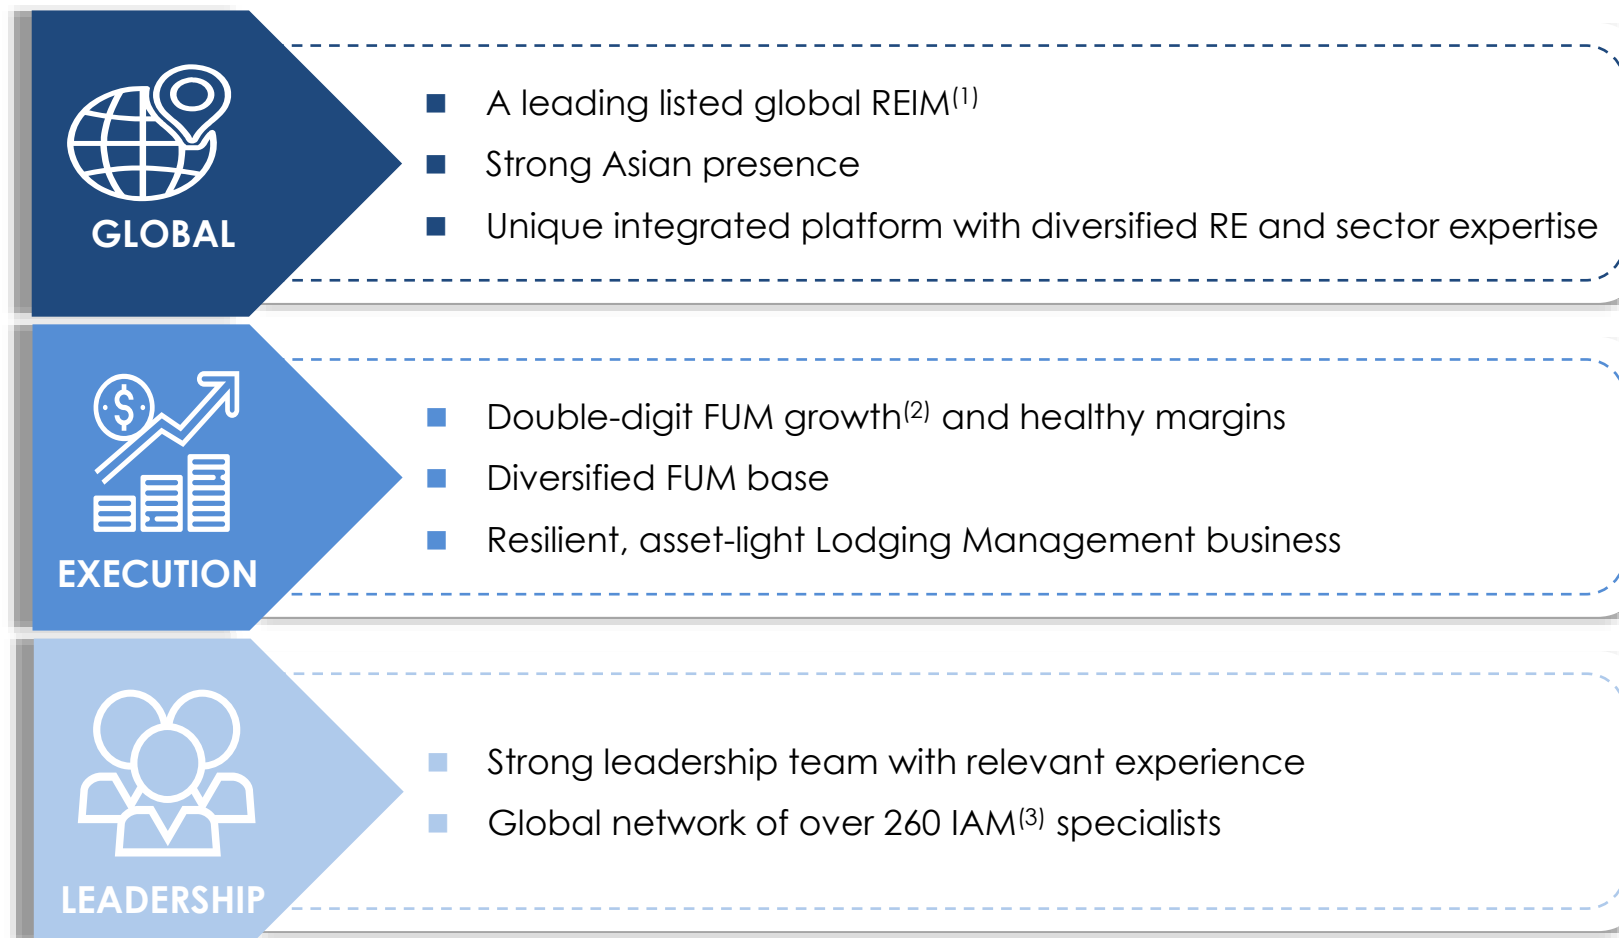 GLOBAL
■ A leading listed global REIM(1)
■ Strong Asian presence
■ Unique integrated platform with diversified RE and sector expertise
$
EXECUTION
■ Double-digit FUM growth(2) and healthy margins
■ Diversified FUM base
■ Resilient, asset-light Lodging Management business
LEADERSHIP
■ Strong leadership team with relevant experience
■ Global network of over 260 IAM(3) specialists